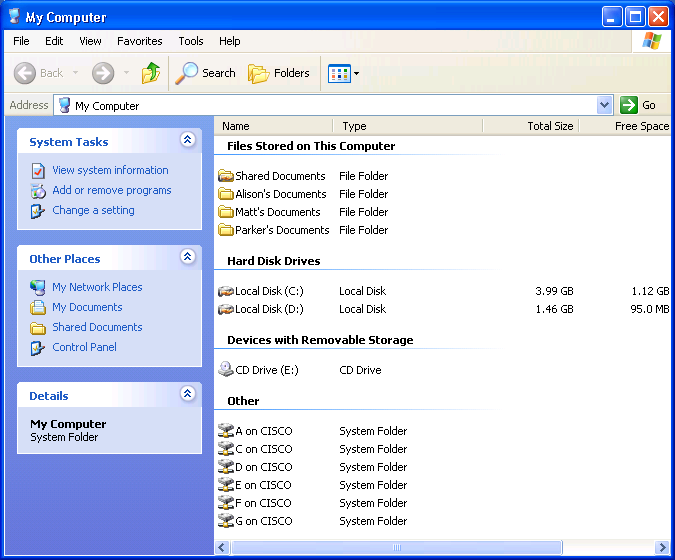 My Computer
File Edit View Favorites Tools Help
Back Search Folders
Address My Computer Go
System Tasks
View system information
Add or remove programs
Change a setting
Other Places
My Network Places
My Documents
Shared Documents
Control Panel
Details
My Computer
System Folder
Name Type Total Size Free Space
Files Stored on This Computer
Shared Documents File Folder
Alison's Documents File Folder
Matt's Documents File Folder
Parker's Documents File Folder
Hard Disk Drives
Local Disk (C:) Local Disk 3.99 GB 1.12 GB
Local Disk (D:) Local Disk 1.46 GB 95.0 MB
Devices with Removable Storage
CD Drive (E:) CD Drive
Other
A on CISCO System Folder
C on CISCO System Folder
D on CISCO System Folder
E on CISCO System Folder
F on CISCO System Folder
G on CISCO System Folder